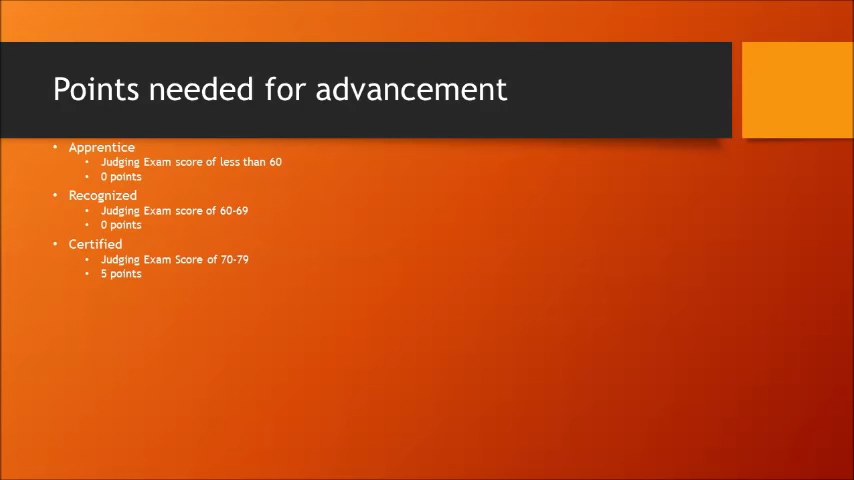 Points needed for advancement
• Apprentice
• Judging Exam score of less than 60
• 0 points
• Recognized
• Judging Exam score of 60-69
• 0 points
• Certified
• Judging Exam Score of 70-79
• 5 points